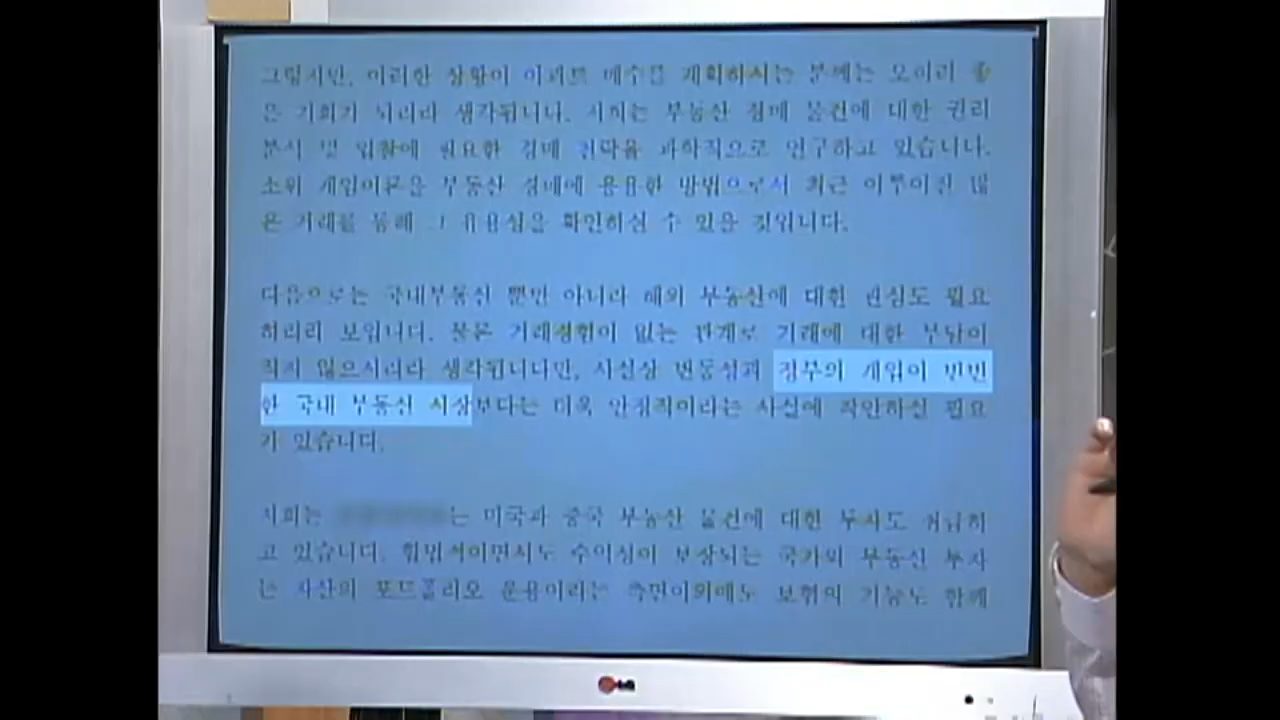 그렇지만, 이러한 상황이 아파트 매수를 계획하시는 분께는 오히려 좋
은 기회가 되리라 생각됩니다. 저희는 부동산 경매 물건에 대한 권리
분석 및 입찰에 필요한 경매 전략을 과학적으로 연구하고 있습니다.
소위 게임이론을 부동산 경매에 응용한 방법으로서 최근 이루어진 많
은 거래를 통해 그 유용성을 확인하실 수 있을 것입니다.
다음으로는 국내부동산 뿐만 아니라 해외 부동산에 대한 관심도 필요
하리라 보입니다. 물론 거래경험이 없는 관계로 거래에 대한 부담이
적지 않으시리라 생각됩니다만, 사실상 변동성과 정부의 개입이 빈번
한 국내 부동산 시장보다는 더욱 안정적이라는 사실에 착안하실 필요
가 있습니다.
저희는 는 미국과 중국 부동산 물건에 대한 투자도 취급하
고 있습니다. 합법적이면서도 수익성이 보장되는 국가의 부동산 투자
는 자산의 포트폴리오 운용이라는 측면이외에도 보험의 기능도 함께
LG